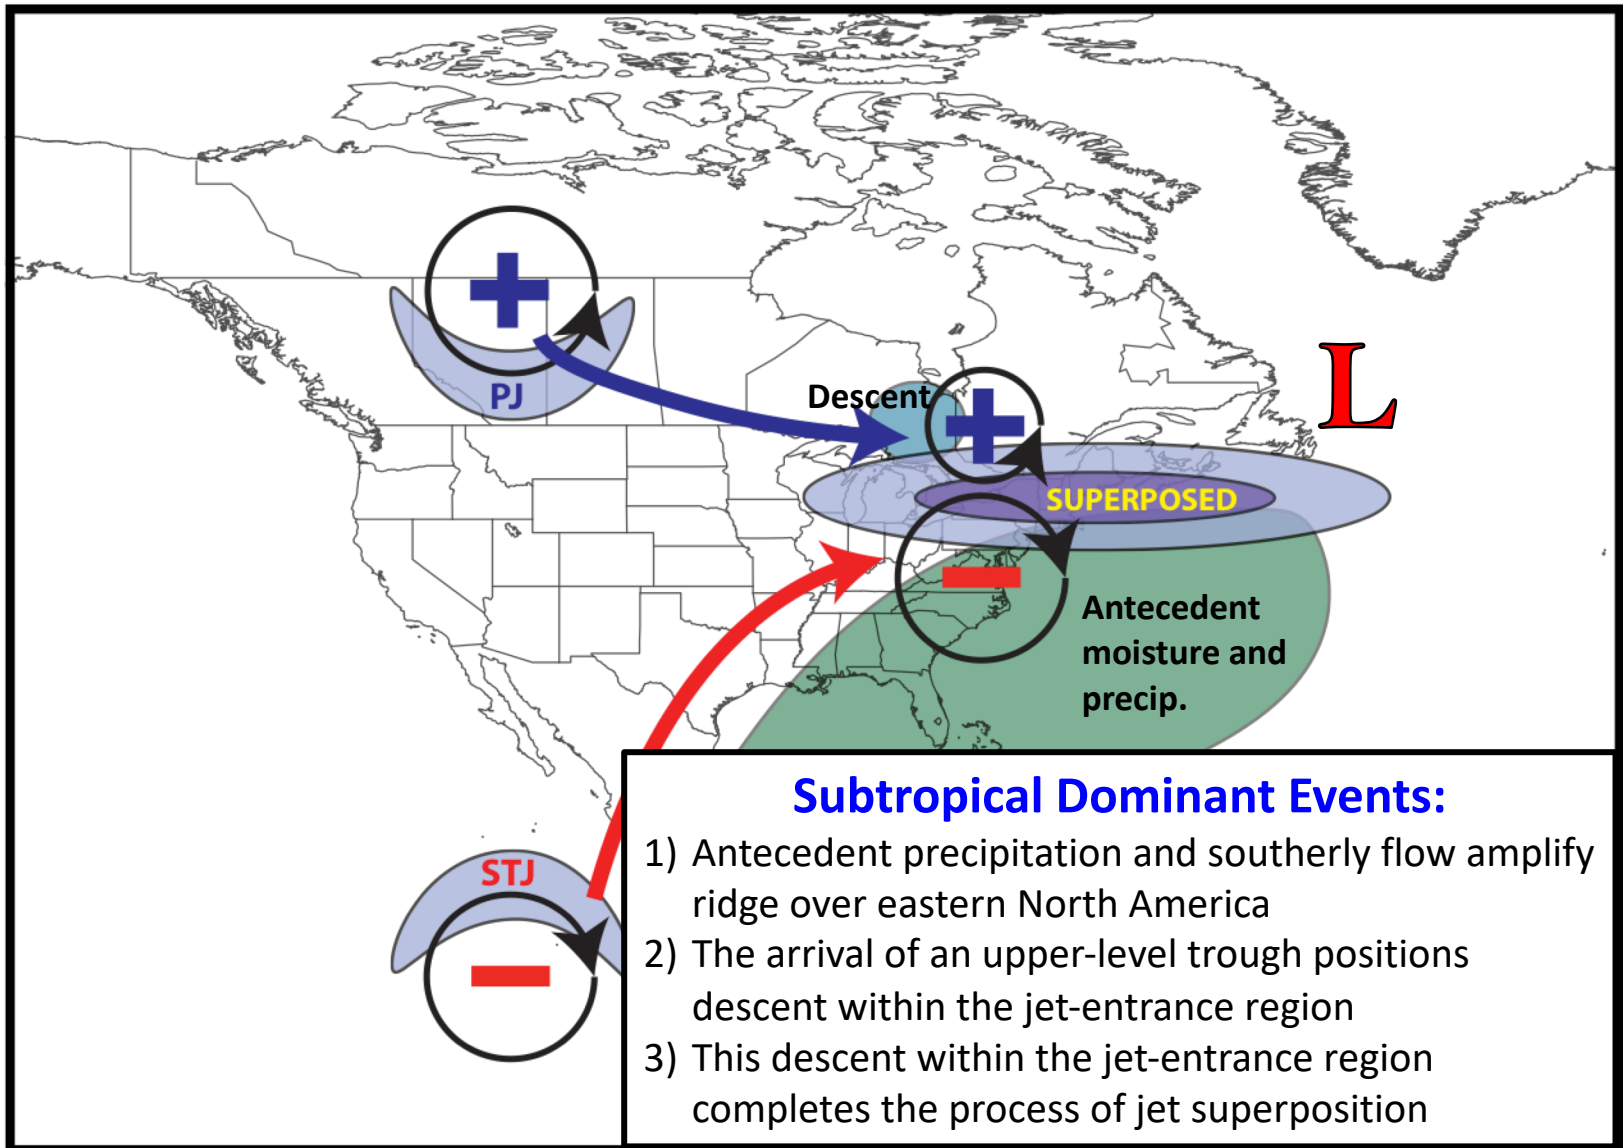 PJ
Descent
L
SUPERPOSED
Antecedent
moisture and
precip.
STJ
Subtropical Dominant Events:
1) Antecedent precipitation and southerly flow amplify
ridge over eastern North America
2) The arrival of an upper-level trough positions
descent within the jet-entrance region
3) This descent within the jet-entrance region
completes the process of jet superposition